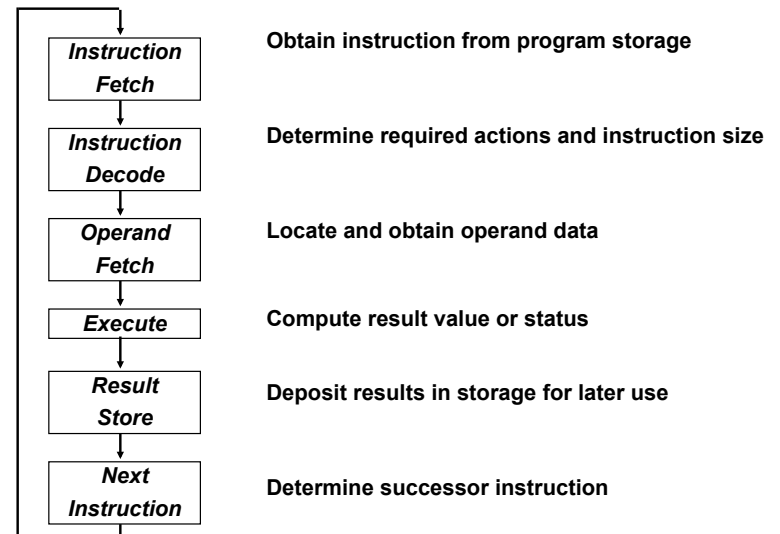 Instruction
Fetch
Obtain instruction from program storage
Instruction
Decode
Determine required actions and instruction size
Operand
Fetch
Locate and obtain operand data
Execute
Compute result value or status
Result
Store
Deposit results in storage for later use
Next
Instruction
Determine successor instruction